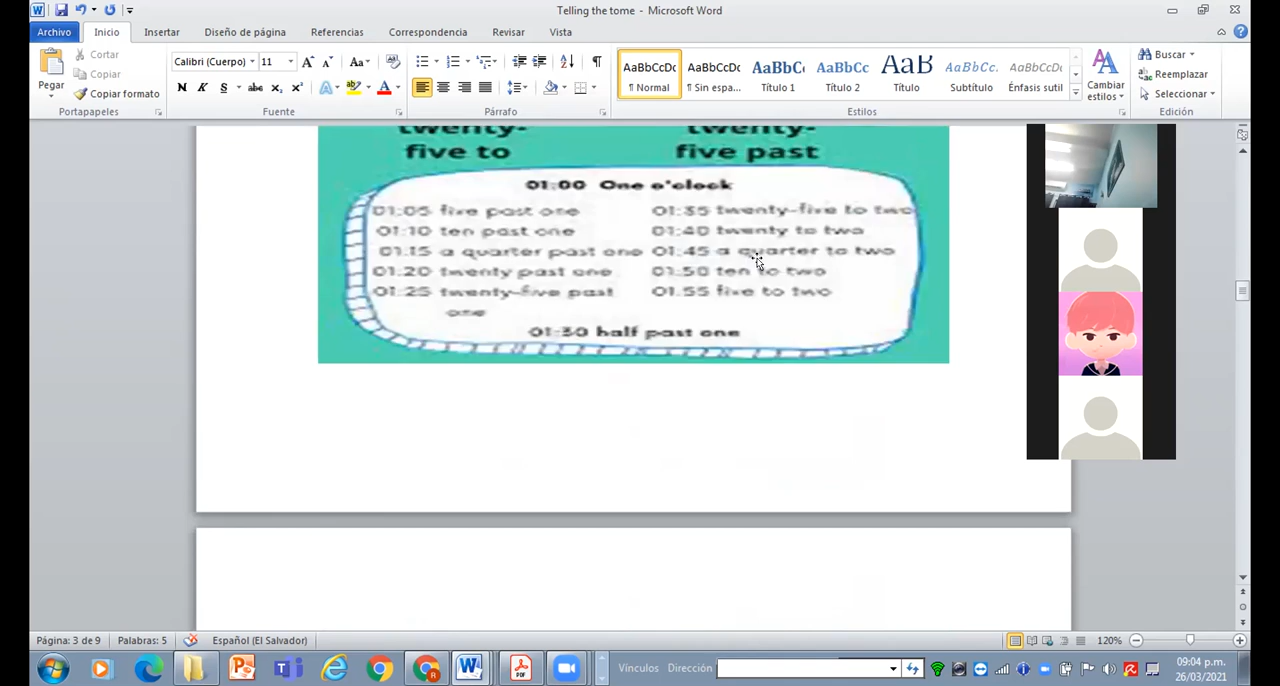 Telling the tome - Microsoft Word
Archivo Inicio Insertar Diseño de página Referencias Correspondencia Revisar Vista
Pegar
Cortar
Copiar
Copiar formato
Portapapeles
Calibri (Cuerpo) 11
Fuente
Párrafo
AaBbCcDc ¶ Normal
AaBbCcDc ¶ Sin espa...
AaBbC Título 1
AaBbCc Título 2
AaB Título
AaBbCc. Subtítulo
AaBbCcDc Énfasis sutil
Cambiar estilos
Estilos
Buscar
Reemplazar
Seleccionar
Edición
twenty- twenty-
five to five past
01:00 One o'clock
01:05 five past one 01:35 twenty-five to two
01:10 ten past one 01:40 twenty to two
01:15 a quarter past one 01:45 a quarter to two
01:20 twenty past one 01:50 ten to two
01:25 twenty-five past 01:55 five to two
one
01:30 half past one
Página: 3 de 9 Palabras: 5 Español (El Salvador) 120%
Vínculos Dirección
09:04 p.m.
26/03/2021